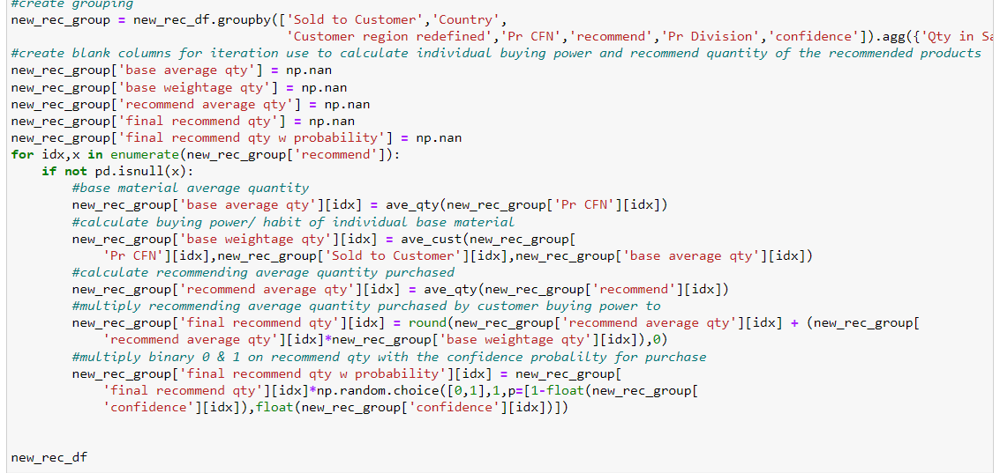 #create grouping
new_rec_group = new_rec_df.groupby(['Sold to Customer','Country',
'Customer region redefined','Pr CFN','recommend','Pr Division','confidence']).agg({'Qty in
#create blank columns for iteration use to calculate individual buying power and recommend quantity of the recommended products
new_rec_group['base average qty'] = np.nan
new_rec_group['base weightage qty'] = np.nan
new_rec_group['recommend average qty'] = np.nan
new_rec_group['final recommend qty'] = np.nan
new_rec_group['final recommend qty w probability'] = np.nan
for idx,x in enumerate(new_rec_group['recommend']):
if not pd.isnull(x):
#base material average quantity
new_rec_group['base average qty'][idx] = ave_qty(new_rec_group['Pr CFN'][idx])
#calculate buying power/ habit of individual base material
new_rec_group['base weightage qty'][idx] = ave_cust(new_rec_group[
'Pr CFN'][idx],new_rec_group['Sold to Customer'][idx],new_rec_group['base average qty'][idx])
#calculate recommending average quantity purchased
new_rec_group['recommend average qty'][idx] = ave_qty(new_rec_group['recommend'][idx])
#multiply recommending average quantity purchased by customer buying power to
new_rec_group['final recommend qty'][idx] = round(new_rec_group['recommend average qty'][idx] + (new_rec_group[
'recommend average qty'][idx]*new_rec_group['base weightage qty'][idx]),0)
#multiply binary 0 & 1 on recommend qty with the confidence probalilty for purchase
new_rec_group['final recommend qty w probability'][idx] = new_rec_group[
'final recommend qty'][idx]*np.random.choice([0,1],1,p=[1-float(new_rec_group[
'confidence'][idx]),float(new_rec_group['confidence'][idx])])
new_rec_df